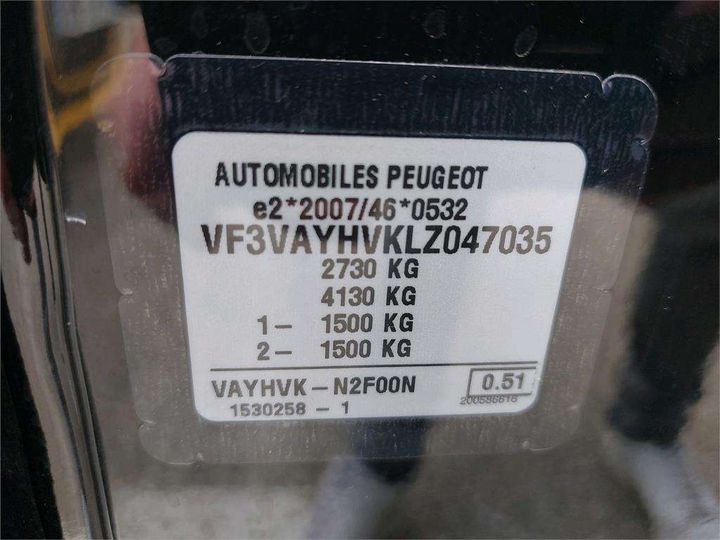 AUTOMOBILES PEUGEOT
e2*2007/46*0532
VF3VAYHVKLZ047035
2730 KG
4130 KG
1- 1500 KG
2- 1500 KG
VAYHVK-N2F00N 0.51
1530258-1 200586616